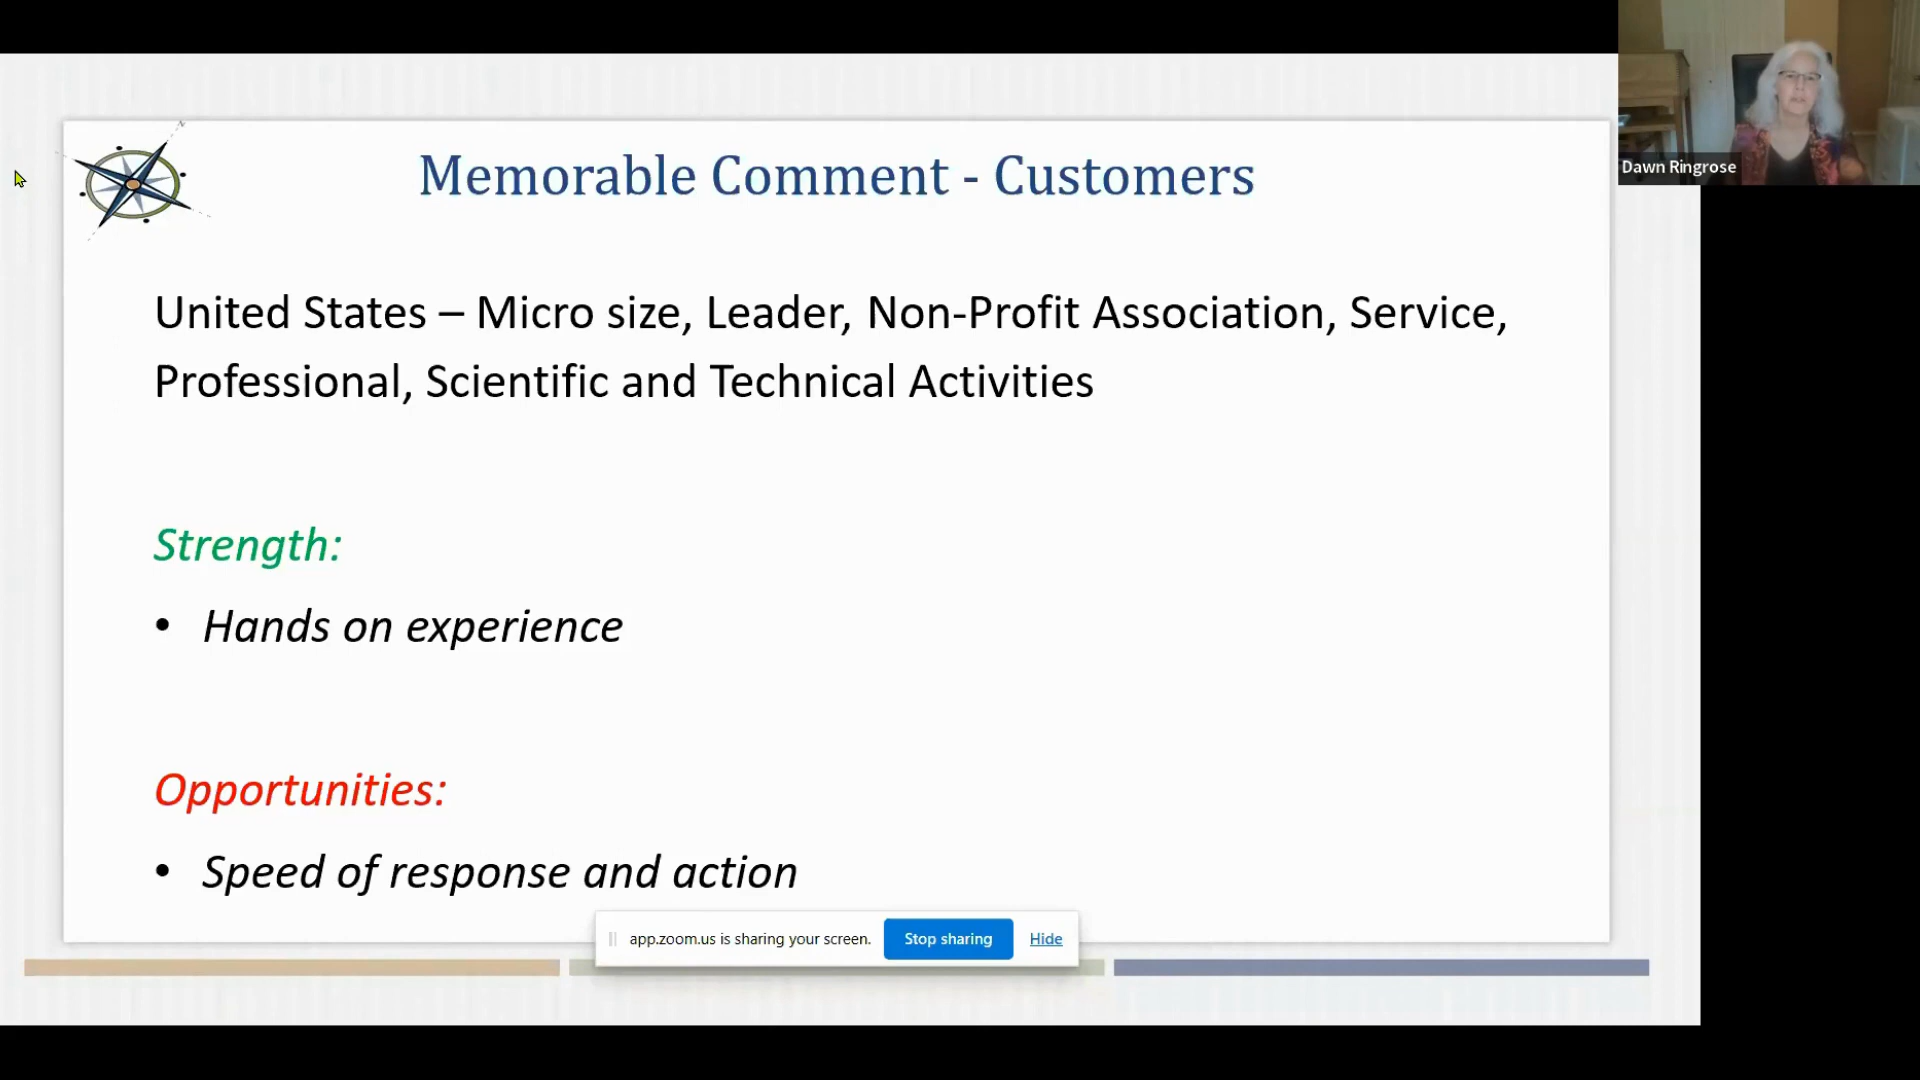 Memorable Comment - Customers
Dawn Ringrose
United States – Micro size, Leader, Non-Profit Association, Service,
Professional, Scientific and Technical Activities
Strength:
• Hands on experience
Opportunities:
• Speed of response and action
app.zoom.us is sharing your screen. Stop sharing Hide